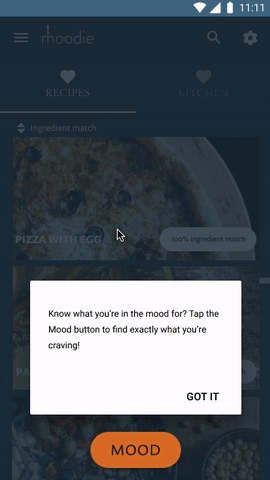 11:11
moodie
RECIPES KITCHEN
Ingredient match
PIZZA WITH EGG
100% ingredient match
Know what you're in the mood for? Tap the
Mood button to find exactly what you're
craving!
PA
GOT IT
MOOD